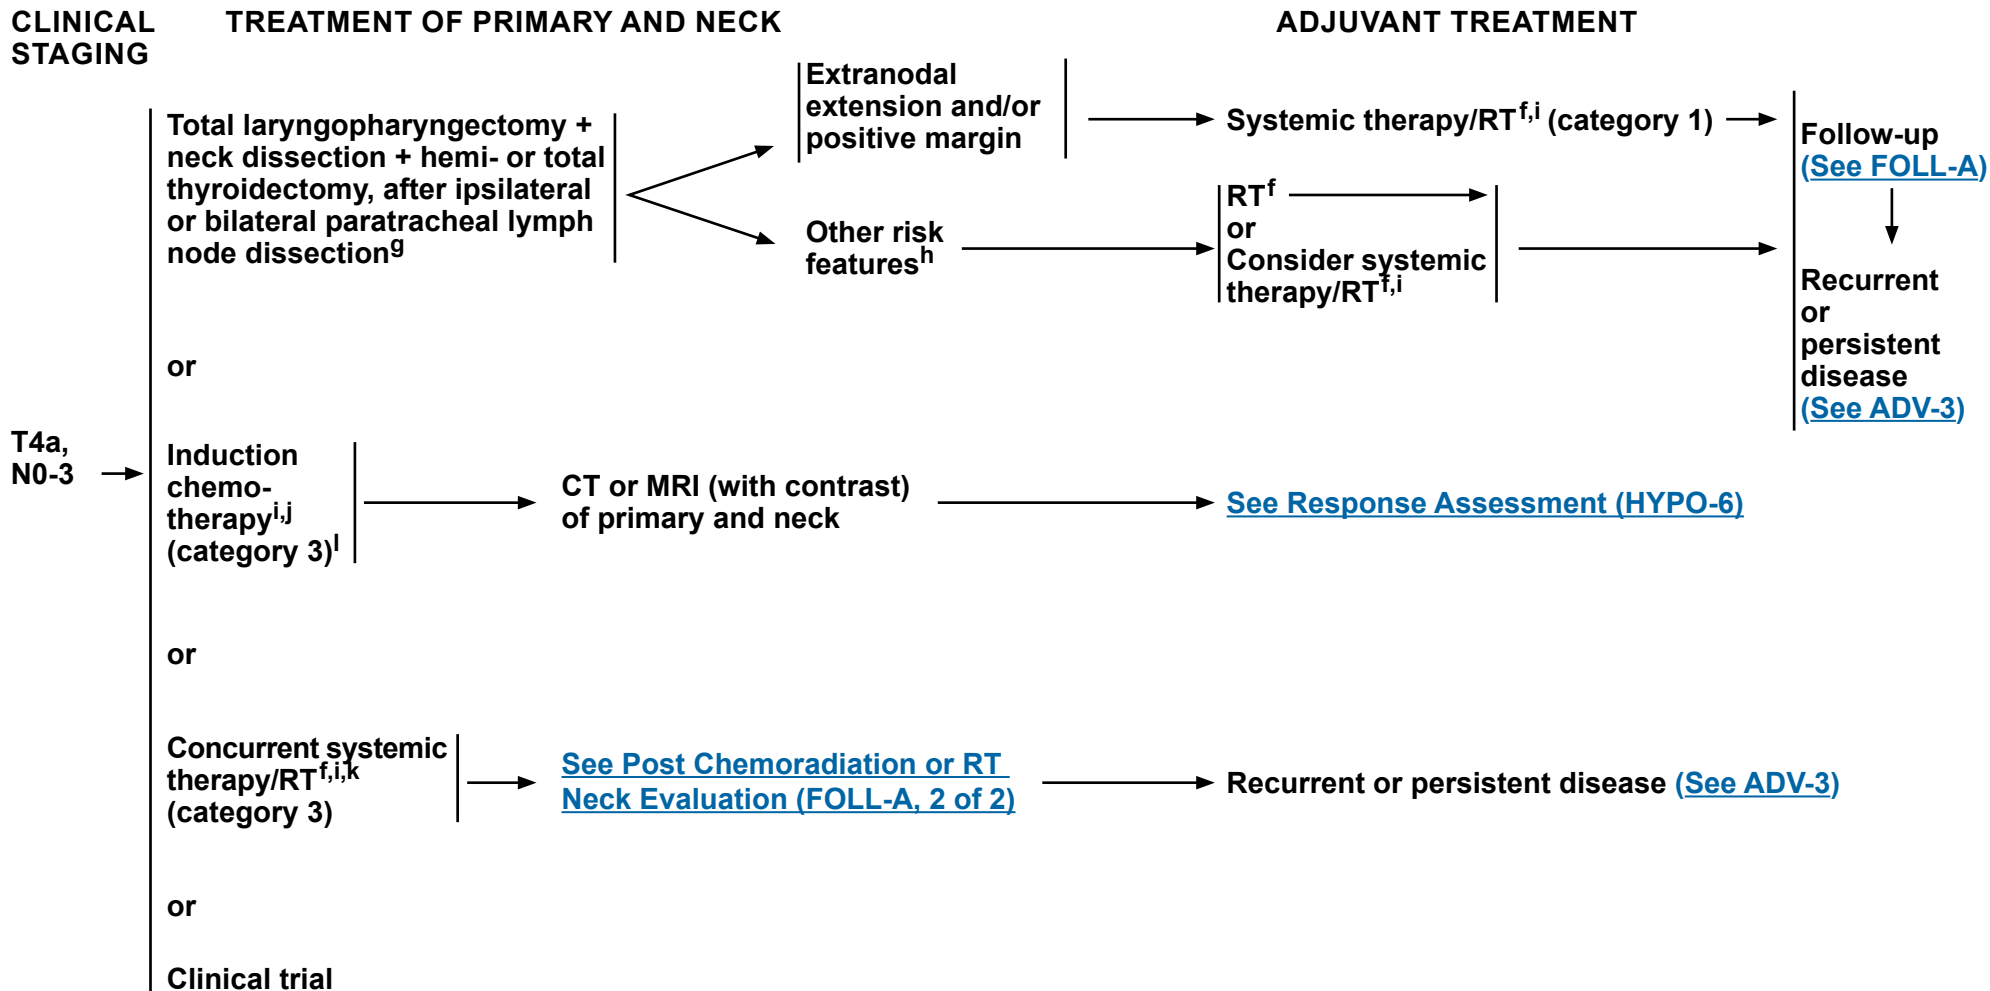 CLINICAL
STAGING
TREATMENT OF PRIMARY AND NECK
ADJUVANT TREATMENT
T4a,
N0-3
Total laryngopharyngectomy +
neck dissection + hemi- or total
thyroidectomy, after ipsilateral
or bilateral paratracheal lymph
node dissectiong
Extranodal
extension and/or
positive margin
Systemic therapy/RTf,i (category 1)
Other risk
featuresh
RTf
or
Consider systemic
therapy/RTf,i
Follow-up
(See FOLL-A)
Recurrent
or
persistent
disease
(See ADV-3)
or
Induction
chemo-
therapyi,j
(category 3)l
CT or MRI (with contrast)
of primary and neck
See Response Assessment (HYPO-6)
or
Concurrent systemic
therapy/RTf,i,k
(category 3)
See Post Chemoradiation or RT
Neck Evaluation (FOLL-A, 2 of 2)
Recurrent or persistent disease (See ADV-3)
or
Clinical trial